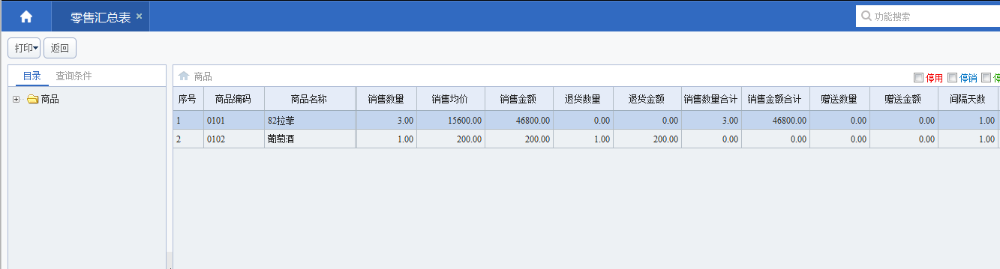 零售汇总表 ×
功能搜索
打印 返回
目录 查询条件
商品
商品
停用 停销
序号 商品编码 商品名称 销售数量 销售均价 销售金额 退货数量 退货金额 销售数量合计 销售金额合计 赠送数量 赠送金额 间隔天数
1 0101 82拉菲 3.00 15600.00 46800.00 0.00 0.00 3.00 46800.00 0.00 0.00 1.00
2 0102 葡萄酒 1.00 200.00 200.00 1.00 200.00 0.00 0.00 0.00 0.00 1.00